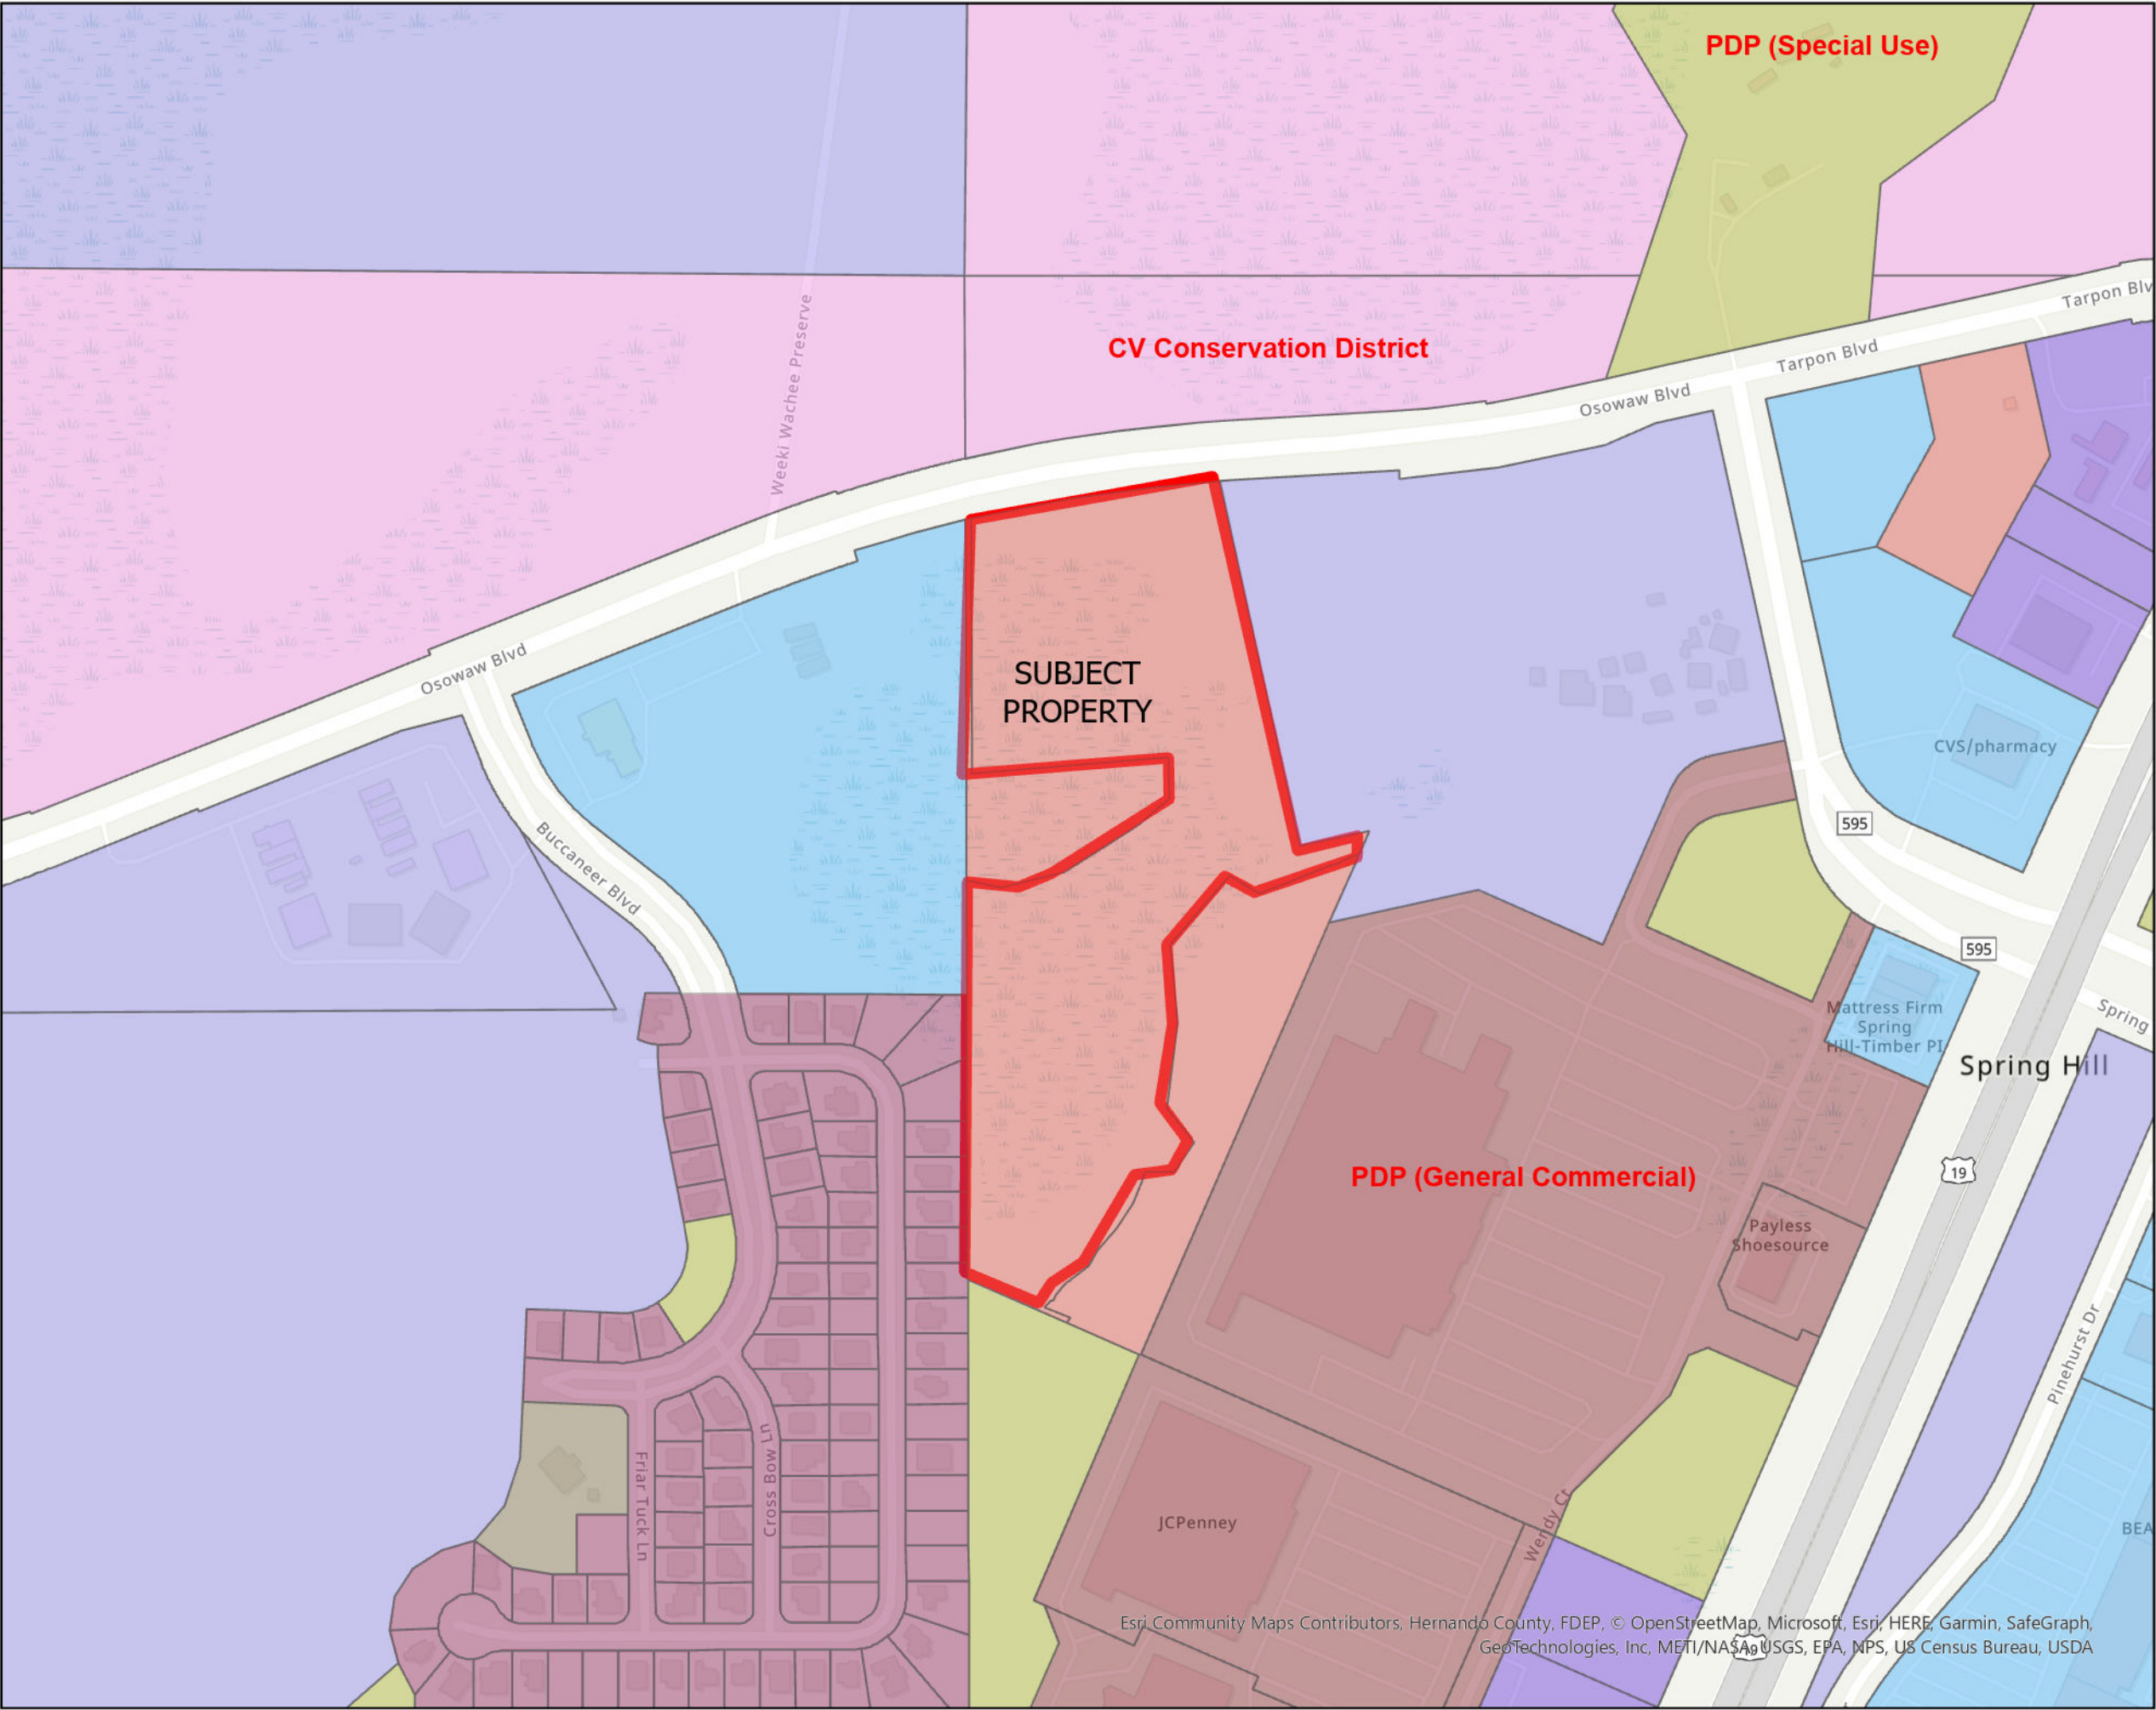 PDP (Special Use)
Tarpon Blv
Weeki Wachee Preserve
CV Conservation District
Tarpon Blvd
Osowaw Blvd
Osowaw Blvd
SUBJECT
PROPERTY
CVS/pharmacy
Buccaneer Blvd
595
595
Mattress Firm
Spring
Hill-Timber Pl
Spring
Spring Hill
PDP (General Commercial)
19
Payless
Shoesource
Pinehurst Dr
Friar Tuck Ln
Cross Bow Ln
JCPenney
Wendy Ct
BEA
Esri Community Maps Contributors, Hernando County, FDEP, © OpenStreetMap, Microsoft, Esri, HERE, Garmin, SafeGraph,
GeoTechnologies, Inc, METI/NASA, USGS, EPA, NPS, US Census Bureau, USDA
19